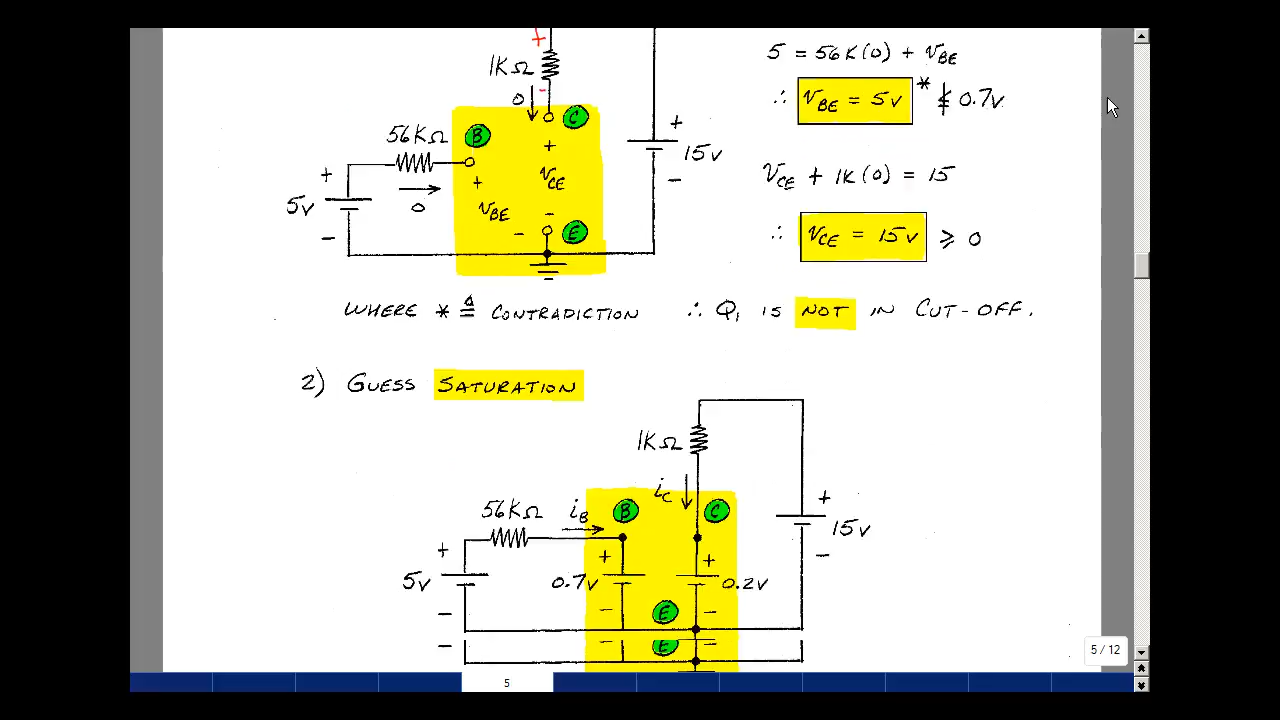 +
1KΩ
0
-
C
56KΩ
B
+
+
+
15V
5V
0
+
VCE
VBE
-
-
-
-
E
5 = 56K(0) + VBE
∴ VBE = 5V * ≮ 0.7V
VCE + 1K(0) = 15
∴ VCE = 15V ≥ 0
WHERE * ≜ CONTRADICTION ∴ Q1 IS NOT IN CUT-OFF.
2) GUESS SATURATION
1KΩ
iC
56KΩ
iB
B
C
+
15V
+
+
+
5V
0.7V
0.2V
-
-
-
-
E
-
-
E
-
5 / 12
5